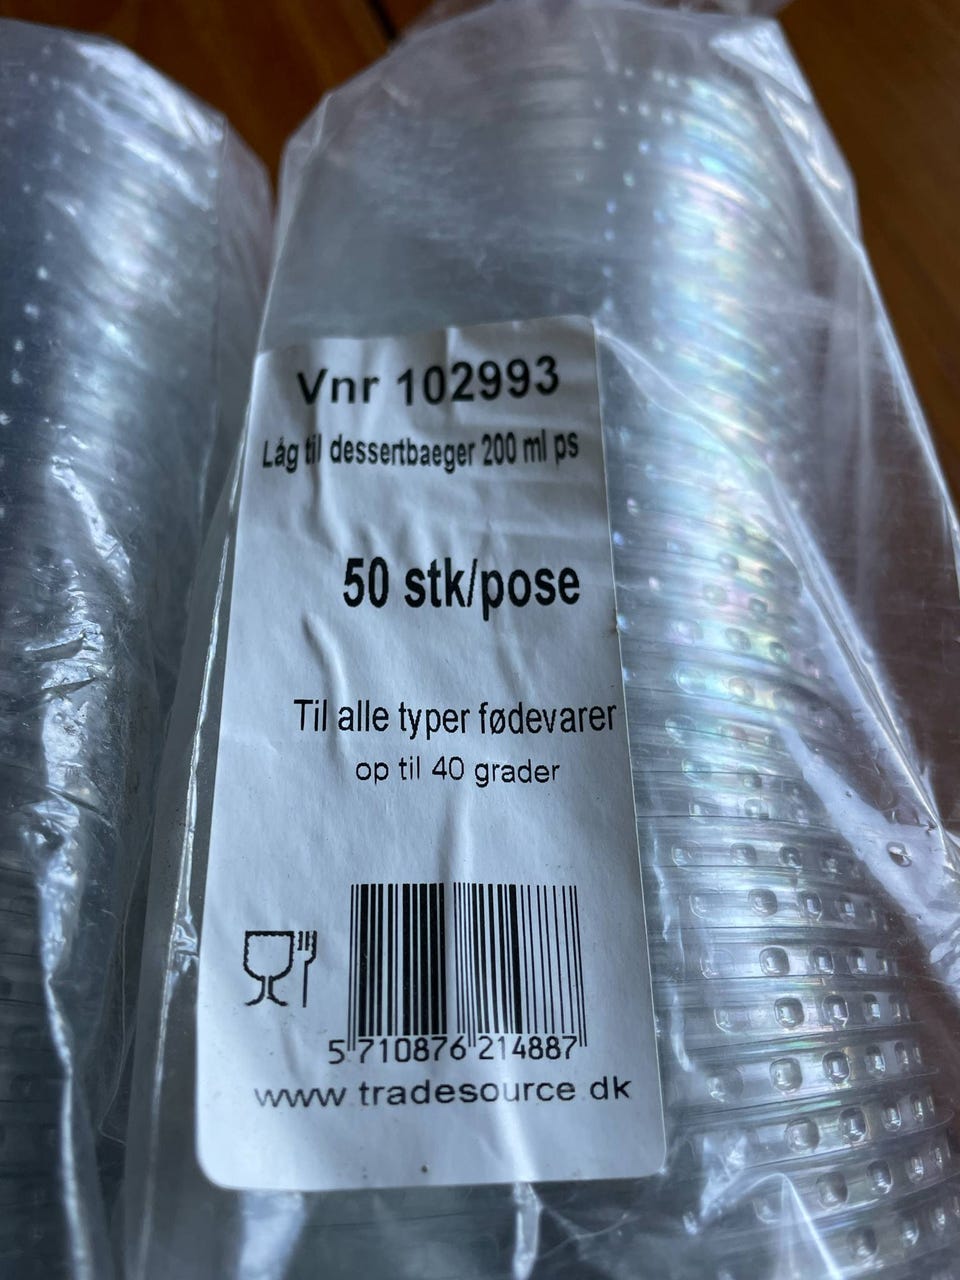 Vnr 102993
Låg til dessertbaeger 200 ml ps
50 stk/pose
Til alle typer fødevarer
op til 40 grader
5 710876 214887
www.tradesource.dk